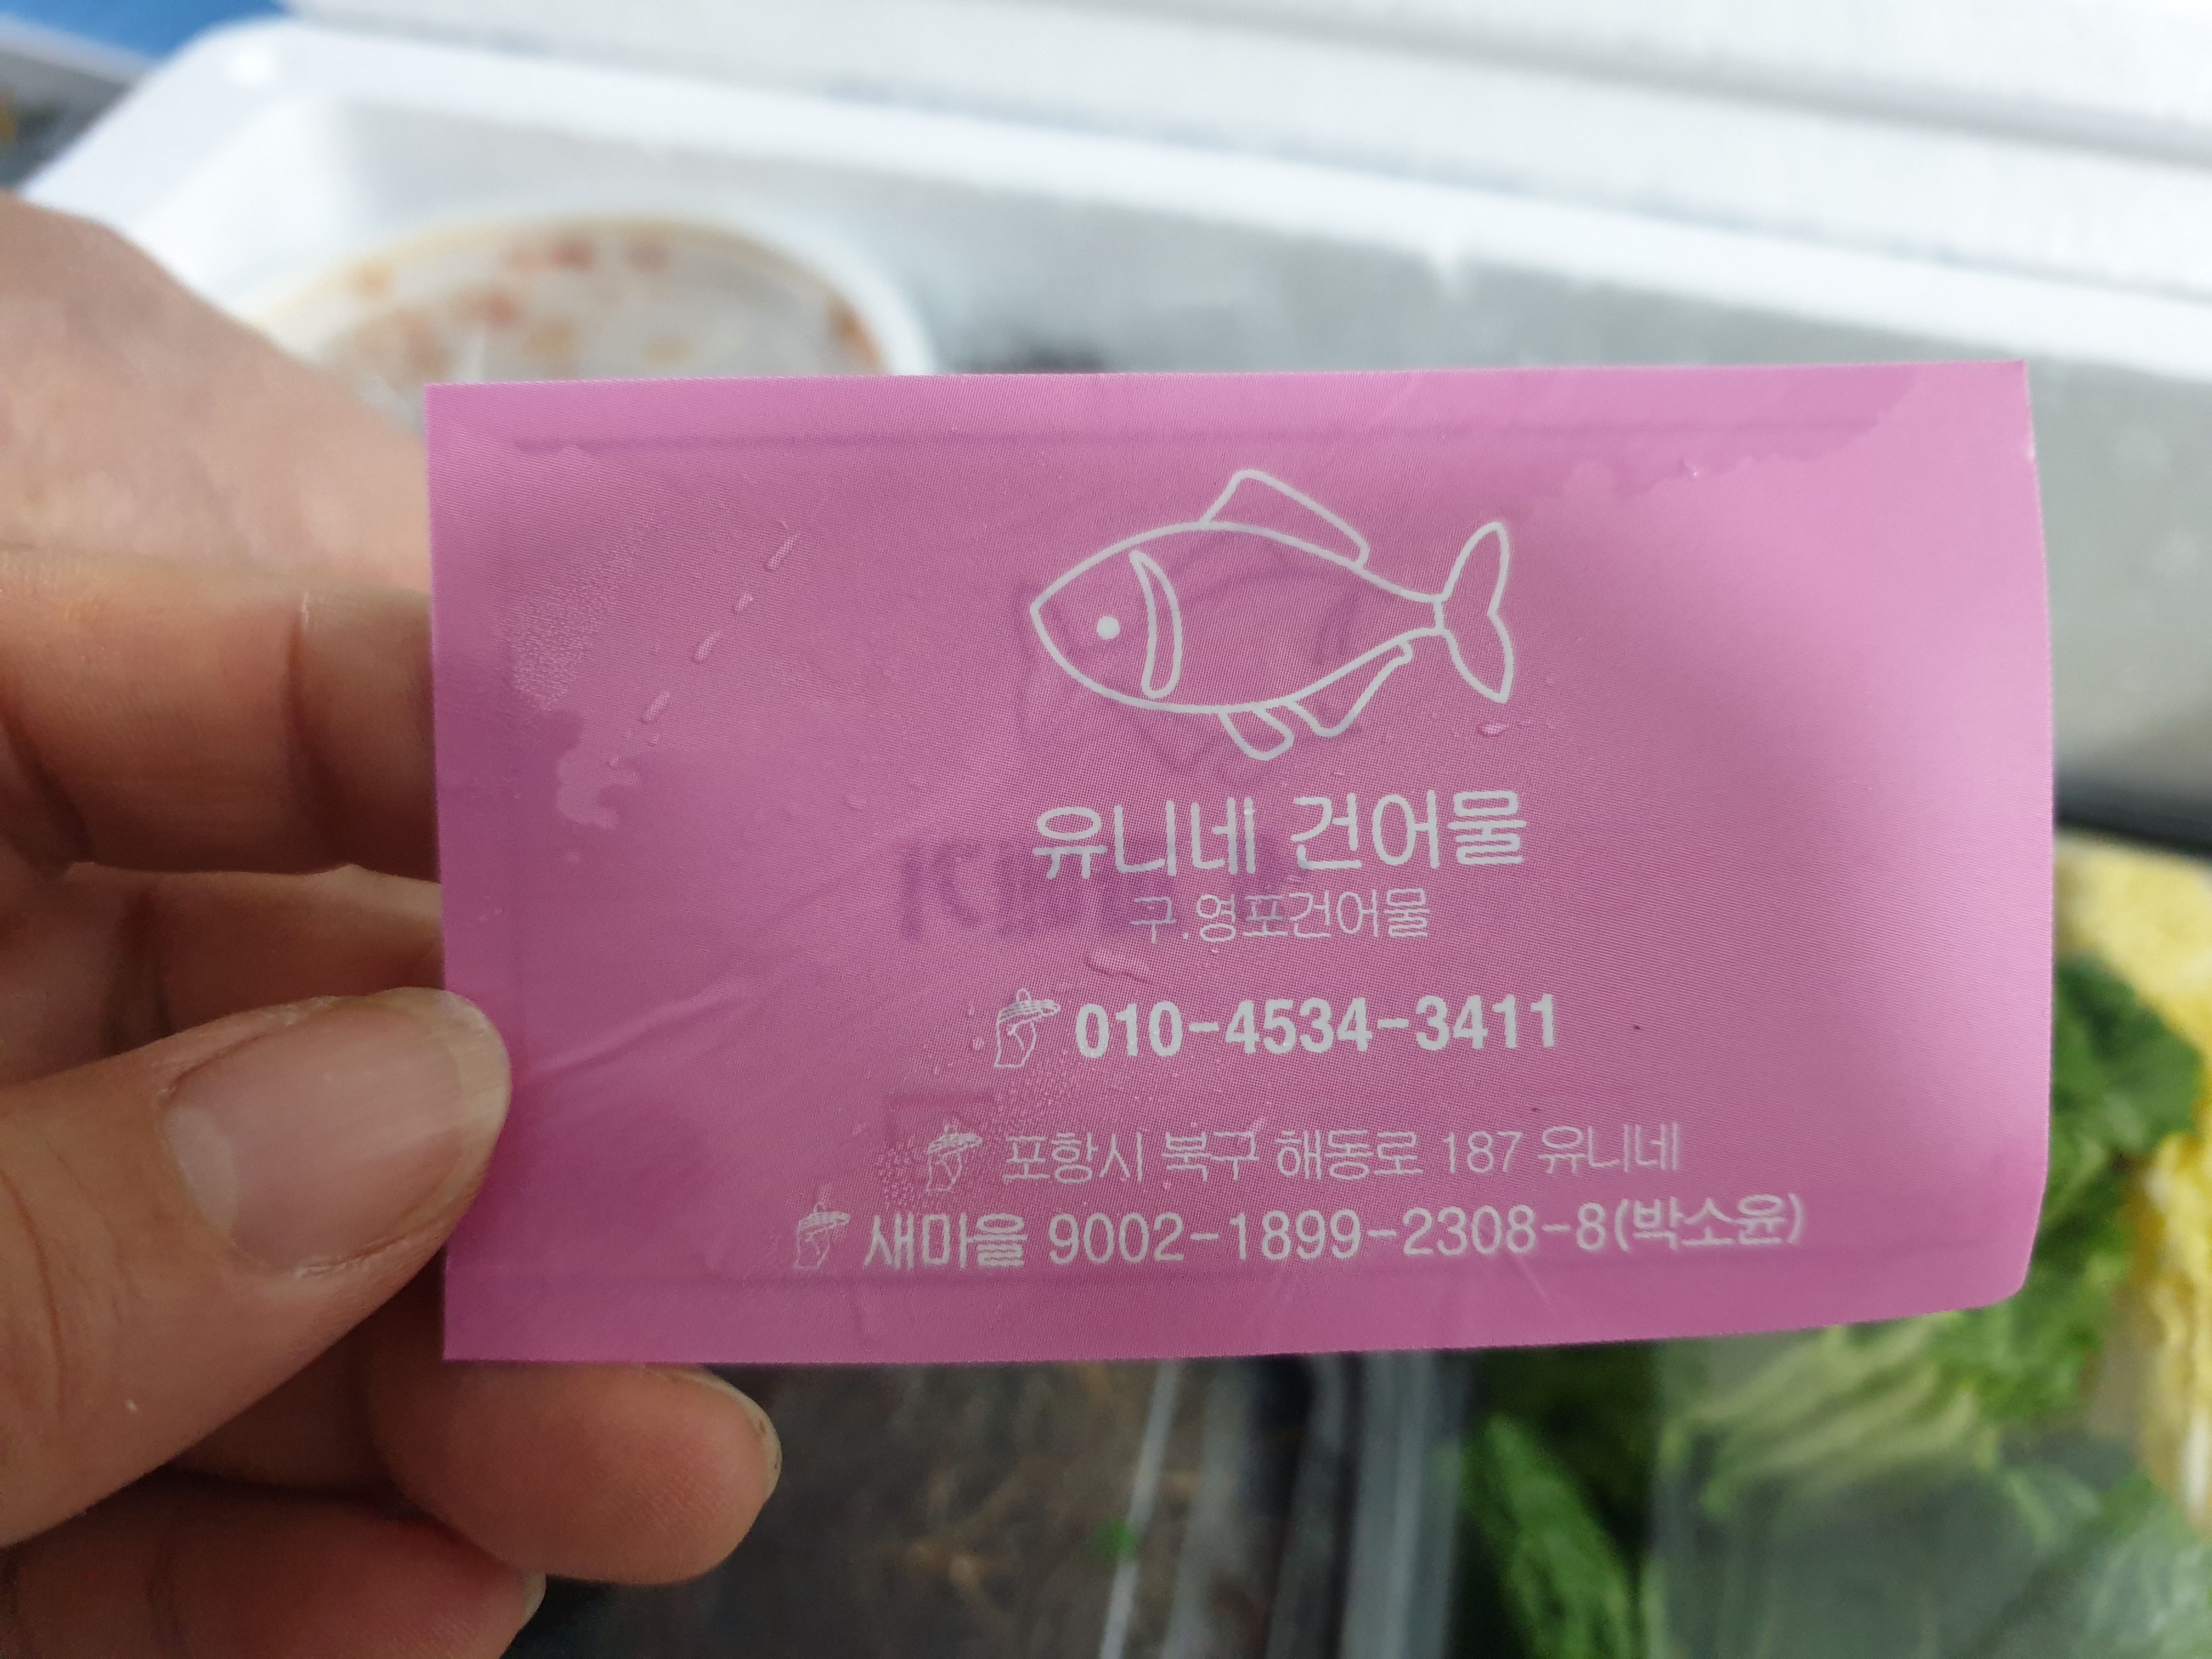 유니네 건어물
구.영포건어물
010-4534-3411
포항시 북구 해동로 187 유니네
새마을 9002-1899-2308-8(박소윤)